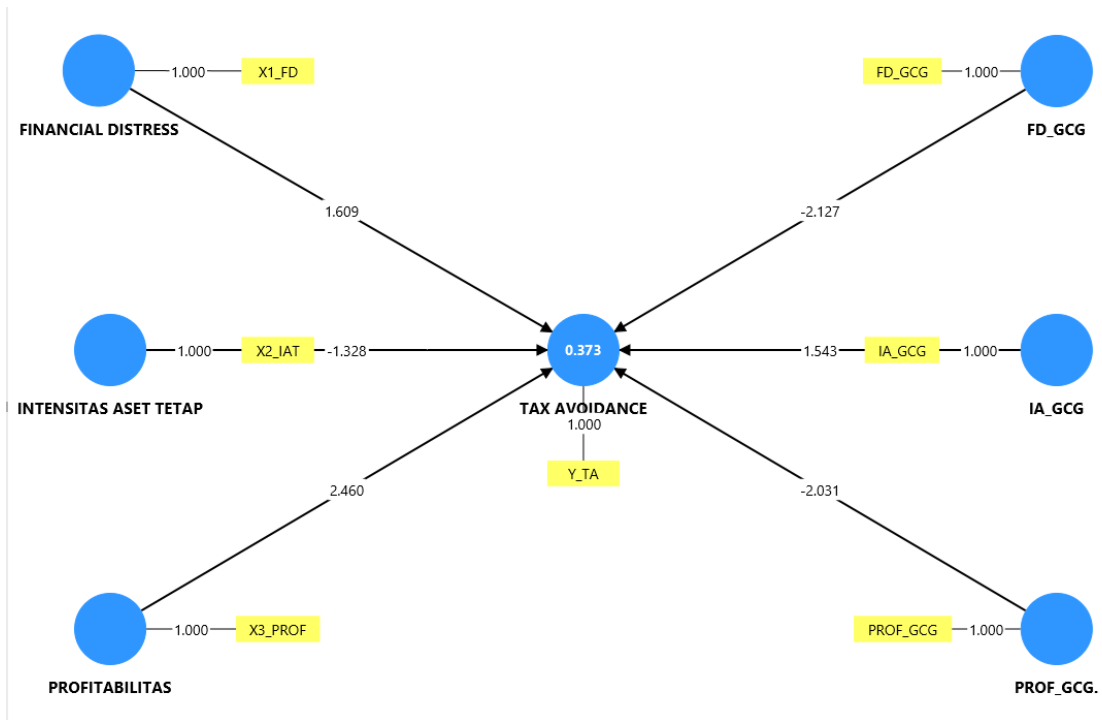 1.000
X1_FD
FD_GCG
1.000
FINANCIAL DISTRESS
FD_GCG
1.609
-2.127
1.000
X2_IAT
-1.328
0.373
1.543
IA_GCG
1.000
INTENSITAS ASET TETAP
TAX AVOIDANCE
IA_GCG
1.000
Y_TA
2.460
-2.031
1.000
X3_PROF
PROF_GCG
1.000
PROFITABILITAS
PROF_GCG.